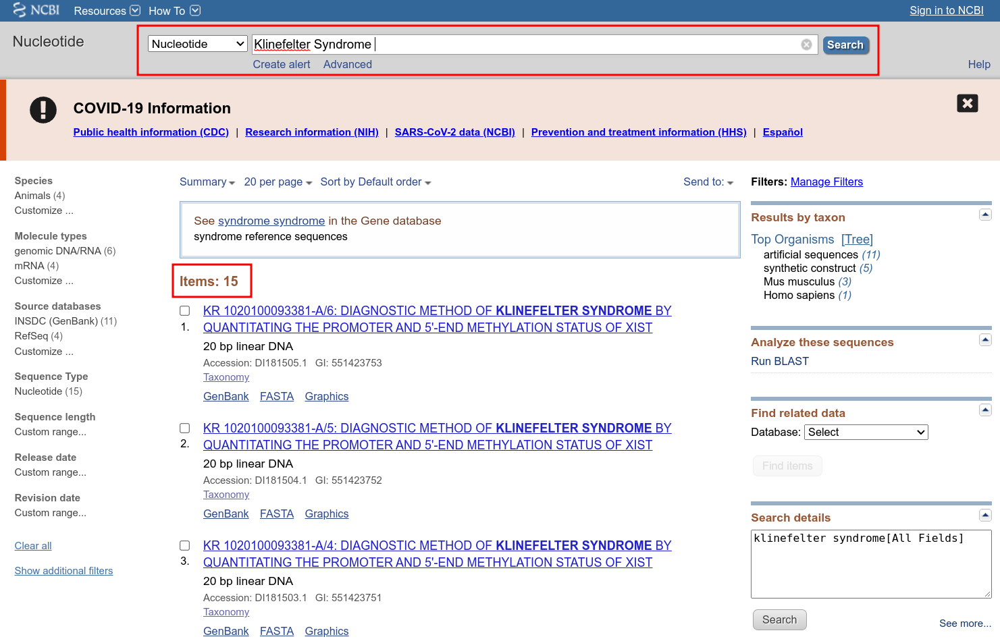 NCBI Resources How To Sign in to NCBI
Nucleotide
Nucleotide Klinefelter Syndrome Search
Create alert Advanced
Help
COVID-19 Information
Public health information (CDC) | Research information (NIH) | SARS-CoV-2 data (NCBI) | Prevention and treatment information (HHS) | Español
Species
Animals (4)
Customize ...
Molecule types
genomic DNA/RNA (6)
mRNA (4)
Customize ...
Source databases
INSDC (GenBank) (11)
RefSeq (4)
Customize ...
Sequence Type
Nucleotide (15)
Sequence length
Custom range...
Release date
Custom range...
Revision date
Custom range...
Clear all
Show additional filters
Summary 20 per page Sort by Default order Send to:
See syndrome syndrome in the Gene database
syndrome reference sequences
Items: 15
KR 1020100093381-A/6: DIAGNOSTIC METHOD OF KLINEFELTER SYNDROME BY
1. QUANTITATING THE PROMOTER AND 5'-END METHYLATION STATUS OF XIST
20 bp linear DNA
Accession: DI181505.1 GI: 551423753
Taxonomy
GenBank FASTA Graphics
KR 1020100093381-A/5: DIAGNOSTIC METHOD OF KLINEFELTER SYNDROME BY
2. QUANTITATING THE PROMOTER AND 5'-END METHYLATION STATUS OF XIST
20 bp linear DNA
Accession: DI181504.1 GI: 551423752
Taxonomy
GenBank FASTA Graphics
KR 1020100093381-A/4: DIAGNOSTIC METHOD OF KLINEFELTER SYNDROME BY
3. QUANTITATING THE PROMOTER AND 5'-END METHYLATION STATUS OF XIST
20 bp linear DNA
Accession: DI181503.1 GI: 551423751
Taxonomy
GenBank FASTA Graphics
Filters: Manage Filters
Results by taxon
Top Organisms [Tree]
artificial sequences (11)
synthetic construct (5)
Mus musculus (3)
Homo sapiens (1)
Analyze these sequences
Run BLAST
Find related data
Database: Select
Find items
Search details
klinefelter syndrome[All Fields]
Search
See more...